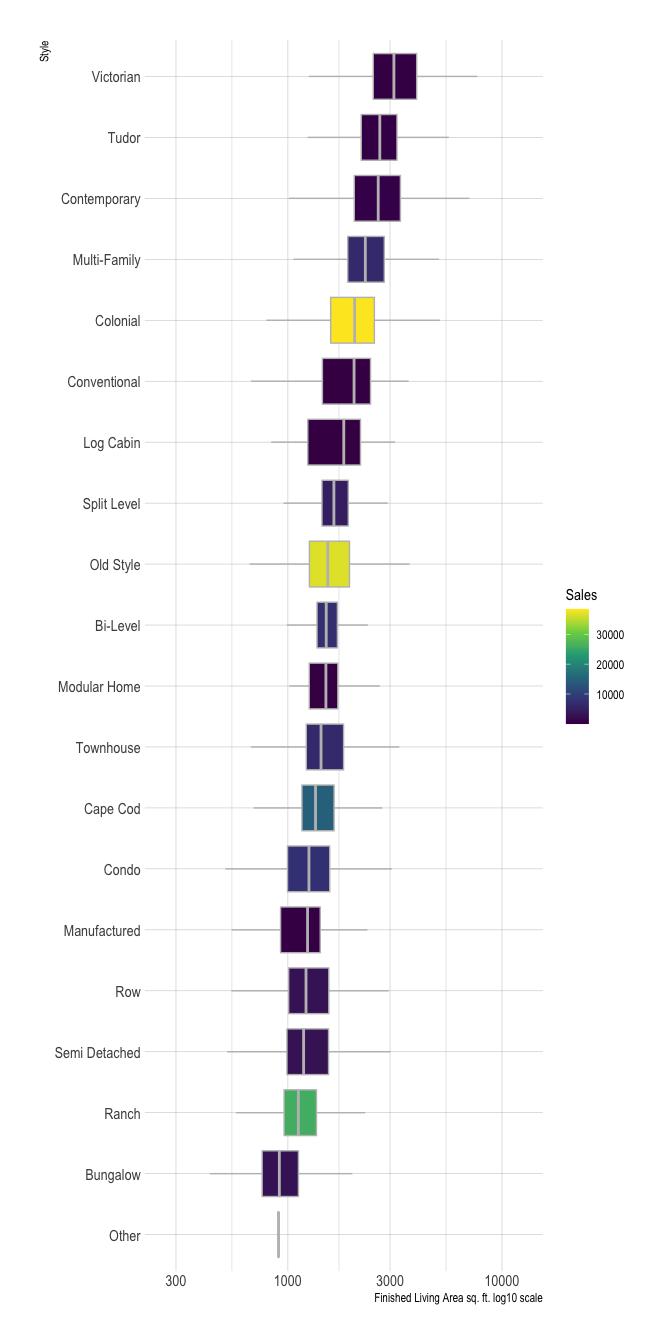 Style
Victorian
Tudor
Contemporary
Multi-Family
Colonial
Conventional
Log Cabin
Split Level
Old Style
Bi-Level
Modular Home
Townhouse
Cape Cod
Condo
Manufactured
Row
Semi Detached
Ranch
Bungalow
Other
300 1000 3000 10000
Finished Living Area sq. ft. log10 scale
Sales
30000
20000
10000